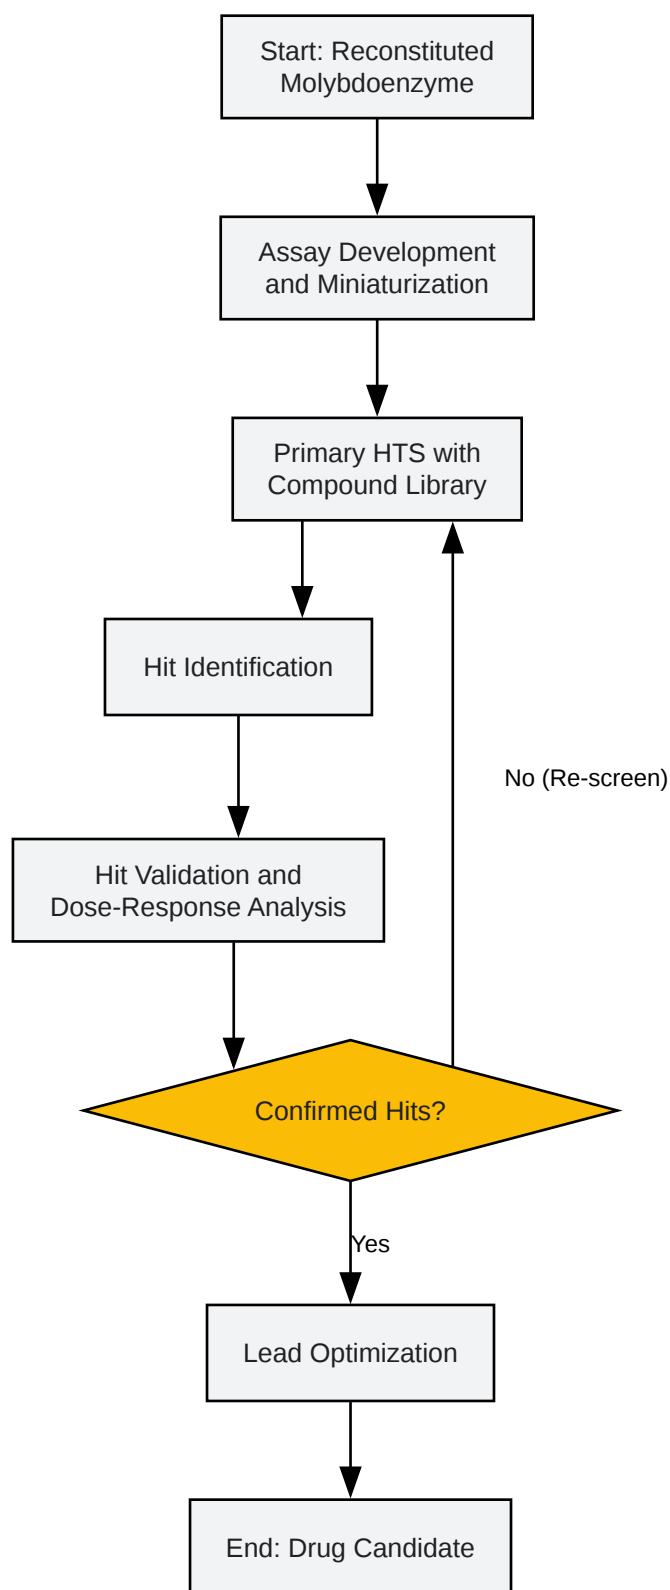 Start: Reconstituted
Molybdoenzyme
Assay Development
and Miniaturization
Primary HTS with
Compound Library
Hit Identification
No (Re-screen)
Hit Validation and
Dose-Response Analysis
Confirmed Hits?
Yes
Lead Optimization
End: Drug Candidate